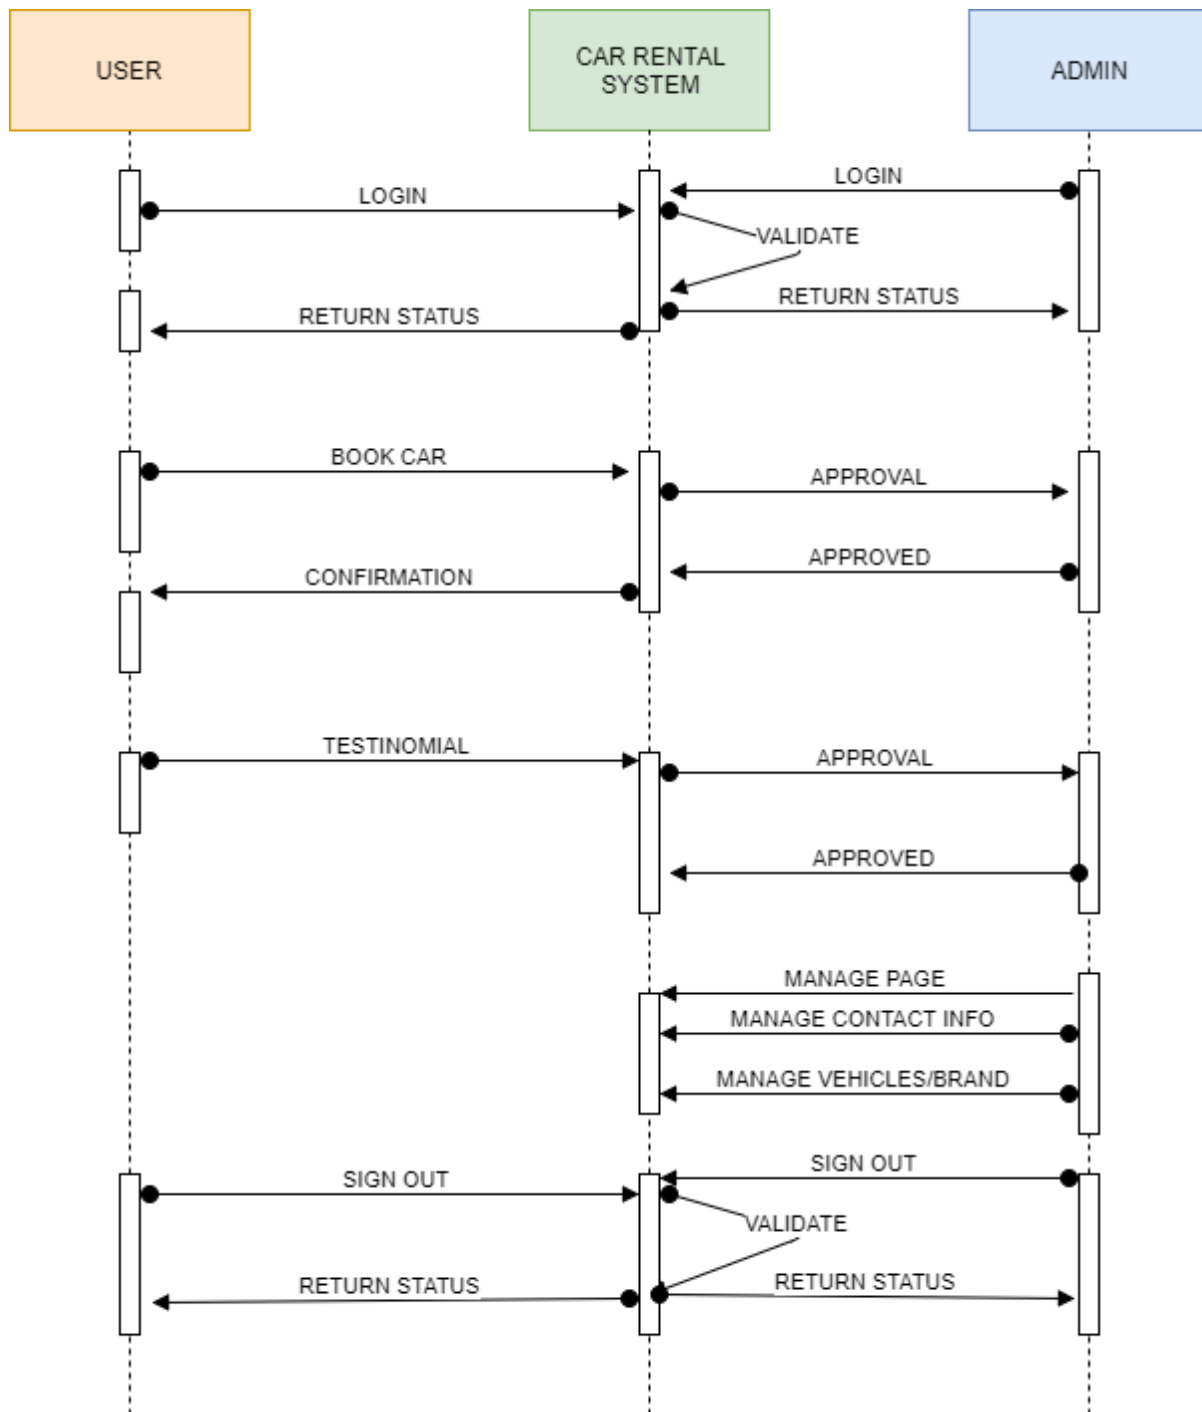 USER
CAR RENTAL
SYSTEM
ADMIN
LOGIN
LOGIN
VALIDATE
RETURN STATUS
RETURN STATUS
BOOK CAR
APPROVAL
APPROVED
CONFIRMATION
TESTINOMIAL
APPROVAL
APPROVED
MANAGE PAGE
MANAGE CONTACT INFO
MANAGE VEHICLES/BRAND
SIGN OUT
SIGN OUT
VALIDATE
RETURN STATUS
RETURN STATUS